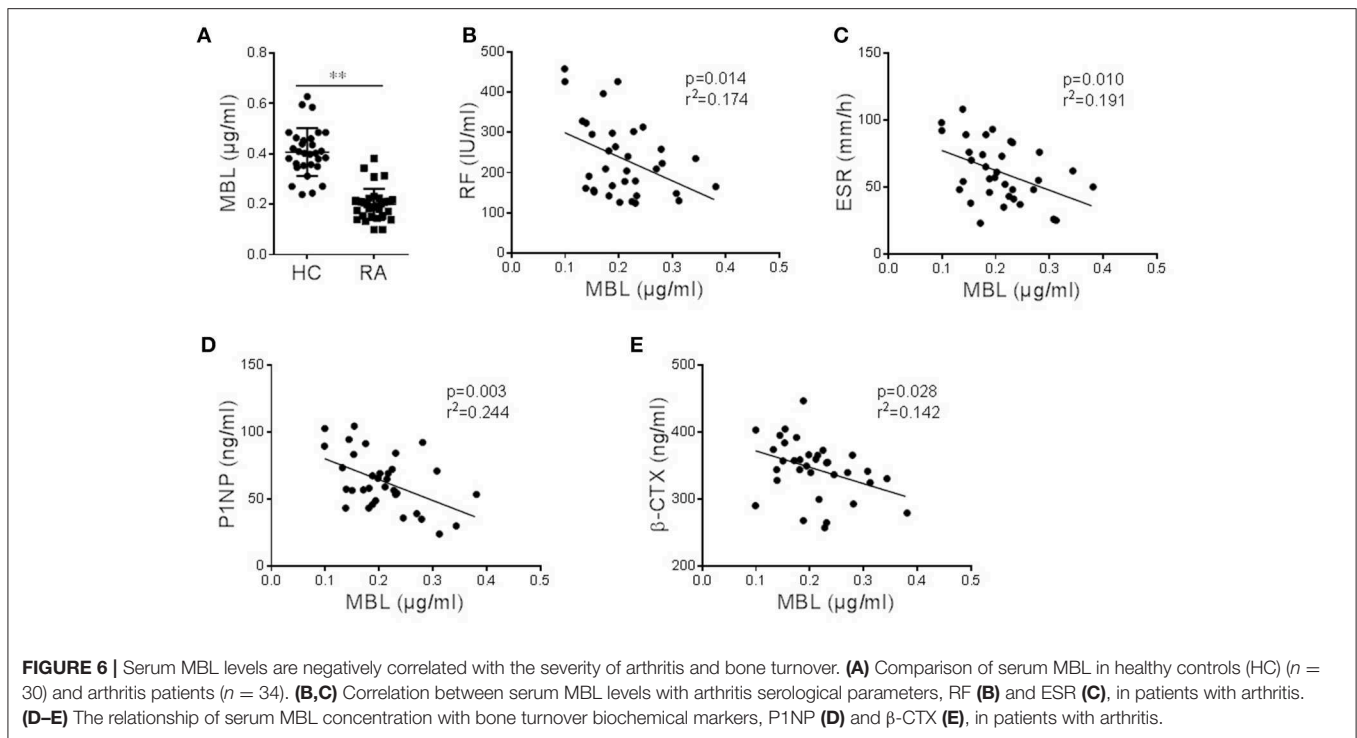 A
MBL (µg/ml)
0.8
0.6
0.4
0.2
0.0
**
HC RA
B
RF (IU/ml)
500
400
300
200
100
0
p=0.014
r²=0.174
0.0 0.1 0.2 0.3 0.4 0.5
MBL (µg/ml)
C
ESR (mm/h)
150
100
50
0
p=0.010
r²=0.191
0.0 0.1 0.2 0.3 0.4 0.5
MBL (µg/ml)
D
P1NP (ng/ml)
150
100
50
0
p=0.003
r²=0.244
0.0 0.1 0.2 0.3 0.4 0.5
MBL (µg/ml)
E
β-CTX (ng/ml)
500
400
300
200
p=0.028
r²=0.142
0.0 0.1 0.2 0.3 0.4 0.5
MBL (µg/ml)
FIGURE 6 | Serum MBL levels are negatively correlated with the severity of arthritis and bone turnover. (A) Comparison of serum MBL in healthy controls (HC) (n =
30) and arthritis patients (n = 34). (B,C) Correlation between serum MBL levels with arthritis serological parameters, RF (B) and ESR (C), in patients with arthritis.
(D–E) The relationship of serum MBL concentration with bone turnover biochemical markers, P1NP (D) and β-CTX (E), in patients with arthritis.